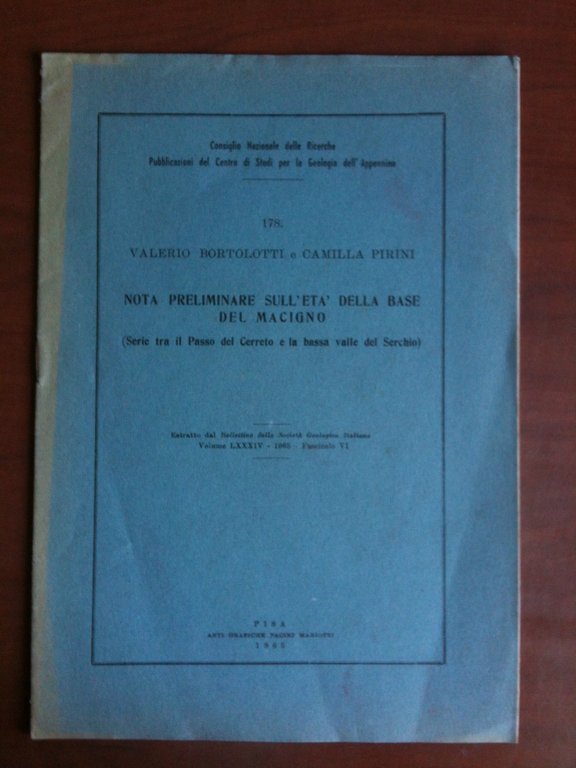 Consiglio Nazionale delle Ricerche
Pubblicazioni del Centro di Studi per la Geologia dell'Appennino
178.
VALERIO BORTOLOTTI e CAMILLA PIRINI
NOTA PRELIMINARE SULL'ETA' DELLA BASE
DEL MACIGNO
(Serie tra il Passo del Cerreto e la bassa valle del Serchio)
Estratto dal Bollettino della Società Geologica Italiana
Volume LXXXIV - 1965 - Fascicolo VI
PISA
ARTI GRAFICHE PACINI MARIOTTI
1965